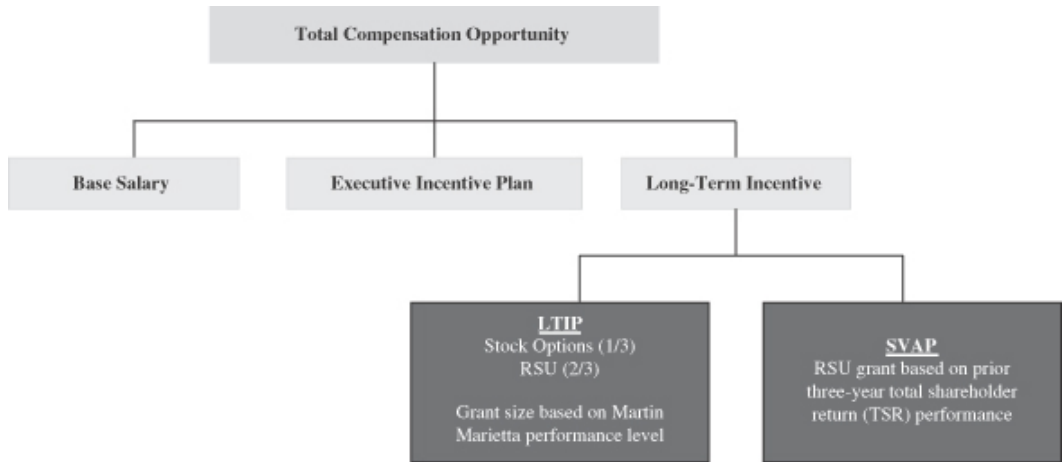 Total Compensation Opportunity
Base Salary
Executive Incentive Plan
Long-Term Incentive
LTIP
Stock Options (1/3)
RSU (2/3)
Grant size based on Martin
Marietta performance level
SVAP
RSU grant based on prior
three-year total shareholder
return (TSR) performance